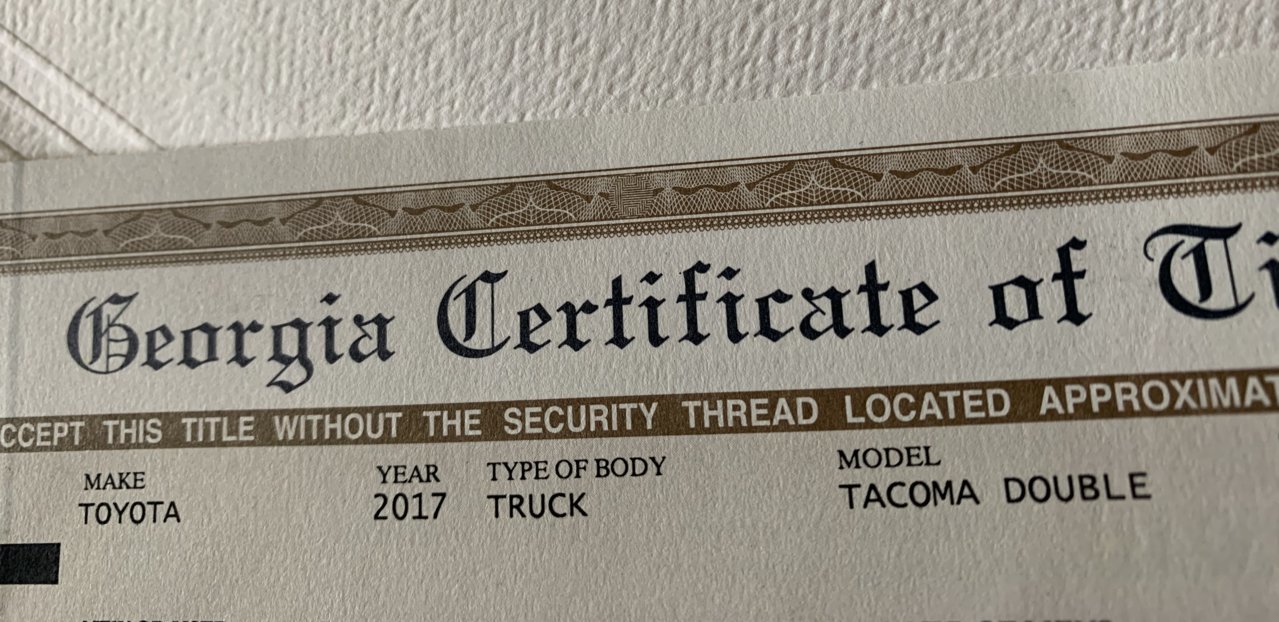 Georgia Certificate of
CCEPT THIS TITLE WITHOUT THE SECURITY THREAD LOCATED APPROXIMAT
MAKE YEAR TYPE OF BODY MODEL
TOYOTA 2017 TRUCK TACOMA DOUBLE